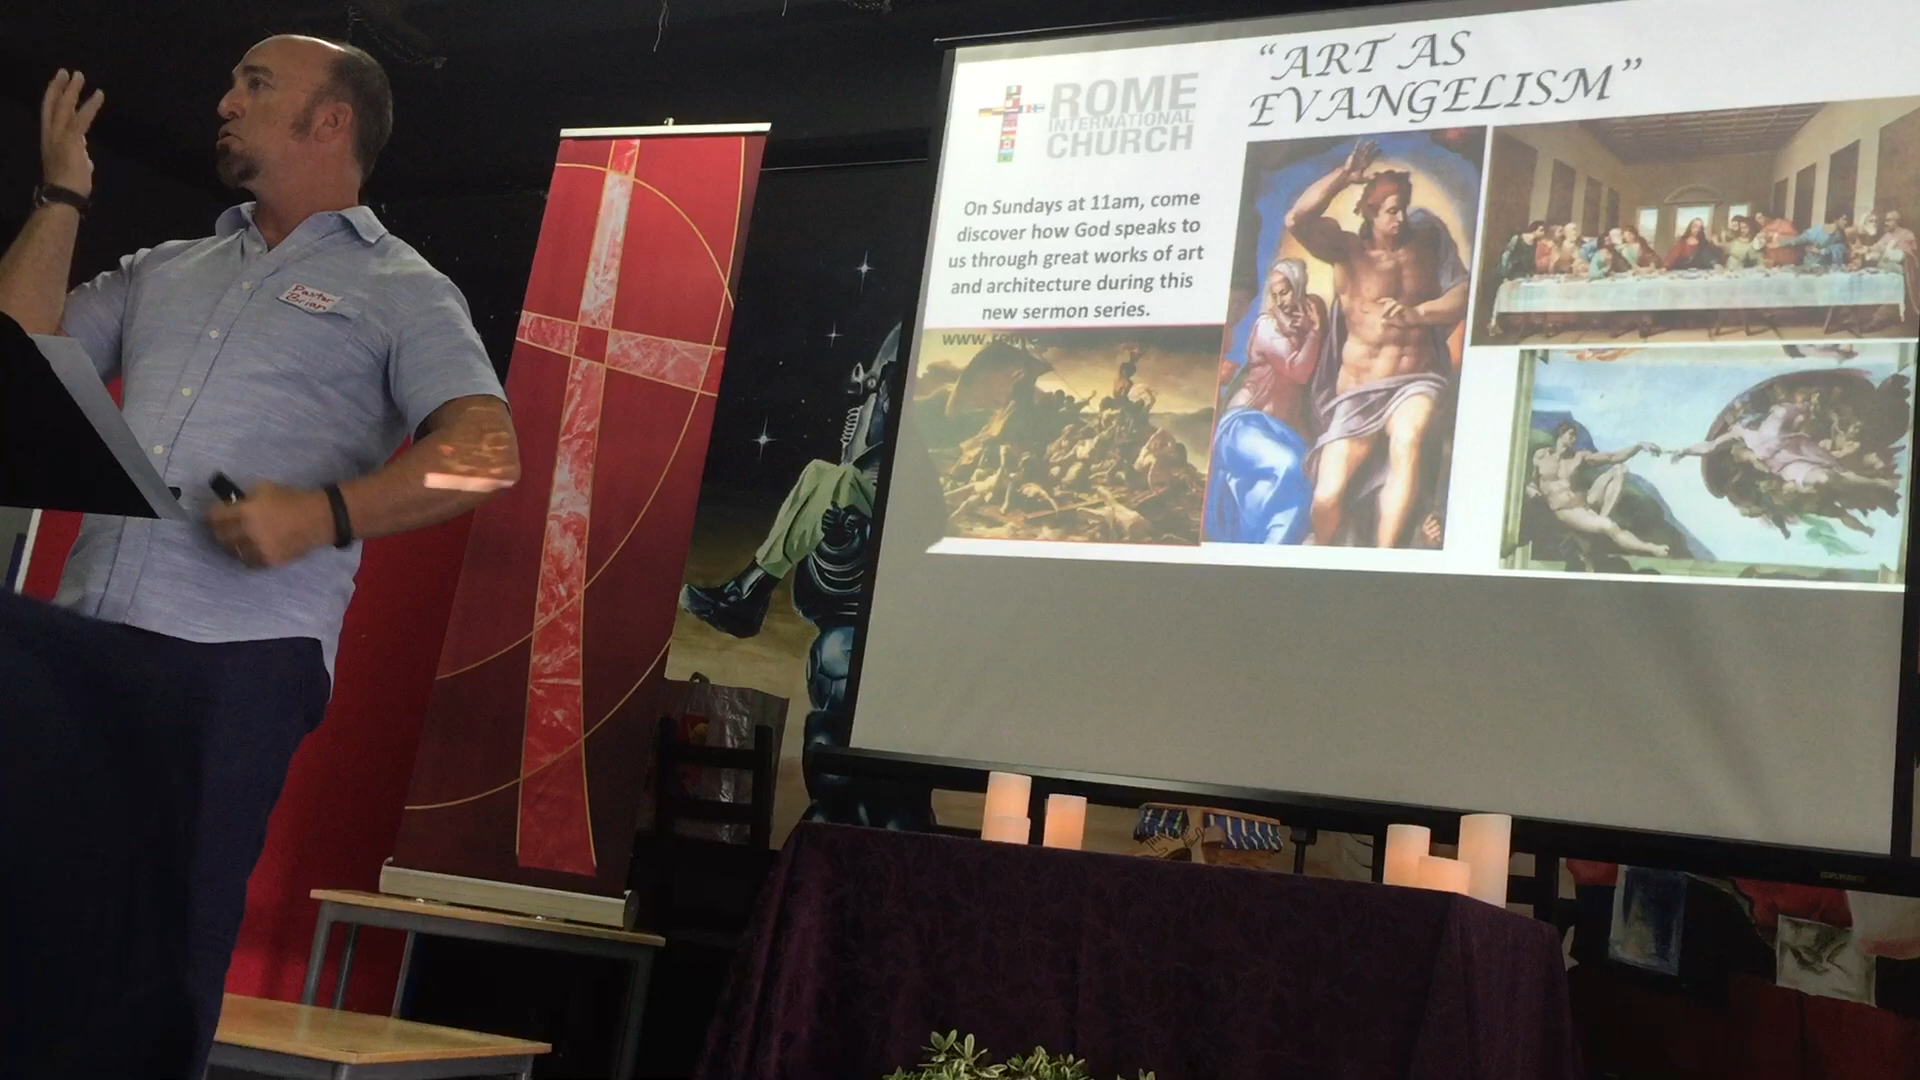 Pastor
Brian
ROME
INTERNATIONAL
CHURCH
"ART AS
EVANGELISM"
On Sundays at 11am, come
discover how God speaks to
us through great works of art
and architecture during this
new sermon series.